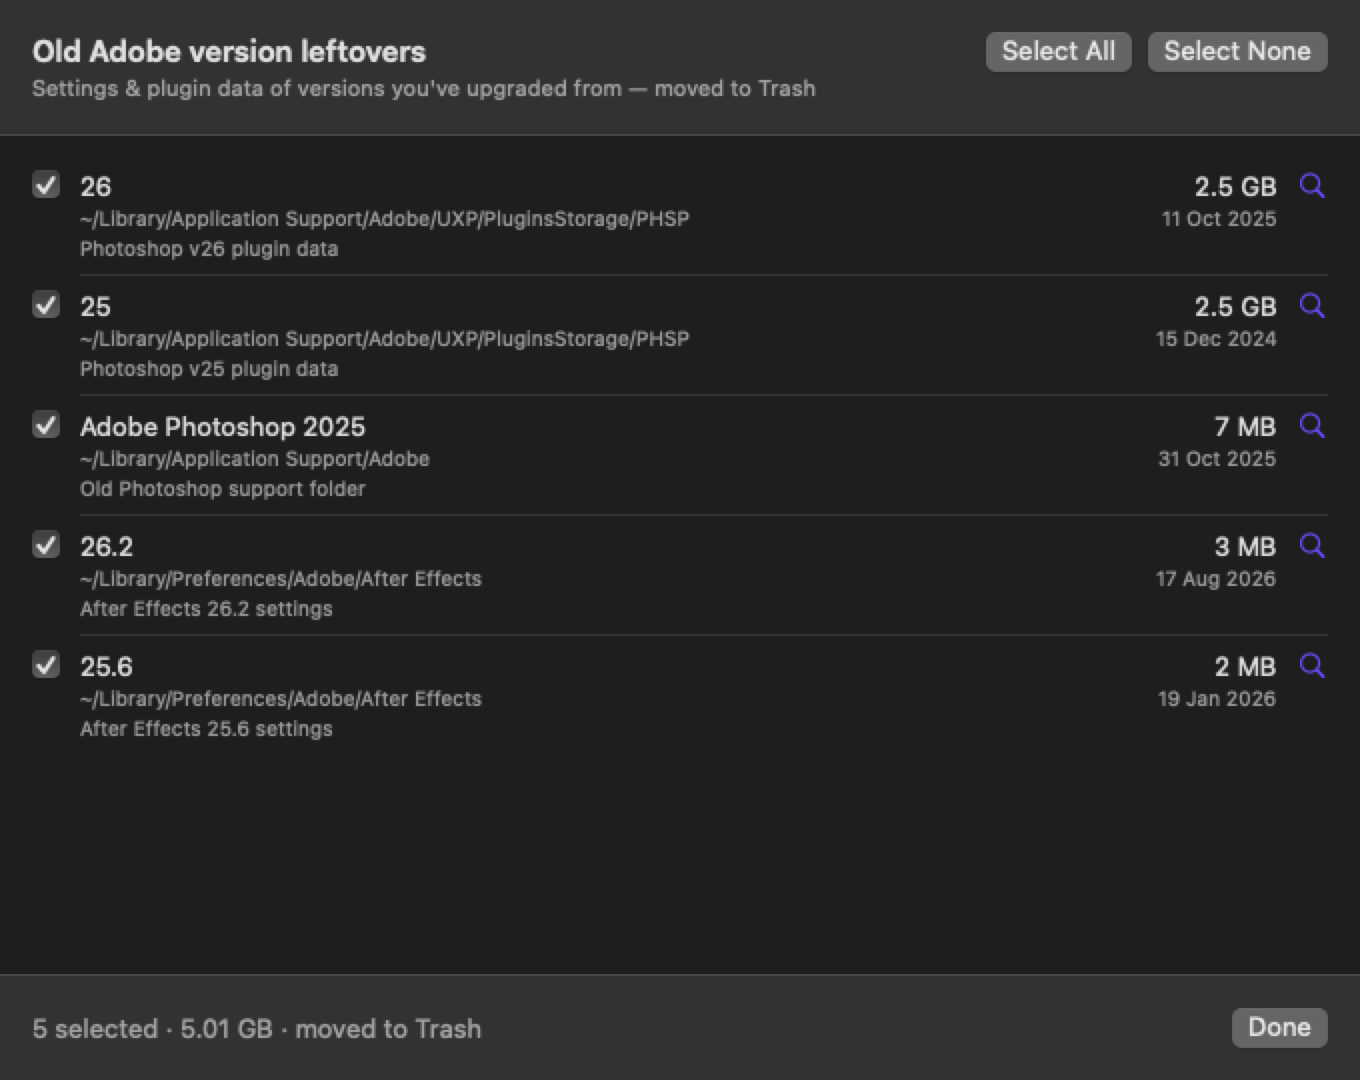 Old Adobe version leftovers
Select All
Select None
Settings & plugin data of versions you've upgraded from — moved to Trash
26
2.5 GB
~/Library/Application Support/Adobe/UXP/PluginsStorage/PHSP
11 Oct 2025
Photoshop v26 plugin data
25
2.5 GB
~/Library/Application Support/Adobe/UXP/PluginsStorage/PHSP
15 Dec 2024
Photoshop v25 plugin data
Adobe Photoshop 2025
7 MB
~/Library/Application Support/Adobe
31 Oct 2025
Old Photoshop support folder
26.2
3 MB
~/Library/Preferences/Adobe/After Effects
17 Aug 2026
After Effects 26.2 settings
25.6
2 MB
~/Library/Preferences/Adobe/After Effects
19 Jan 2026
After Effects 25.6 settings
5 selected · 5.01 GB · moved to Trash
Done